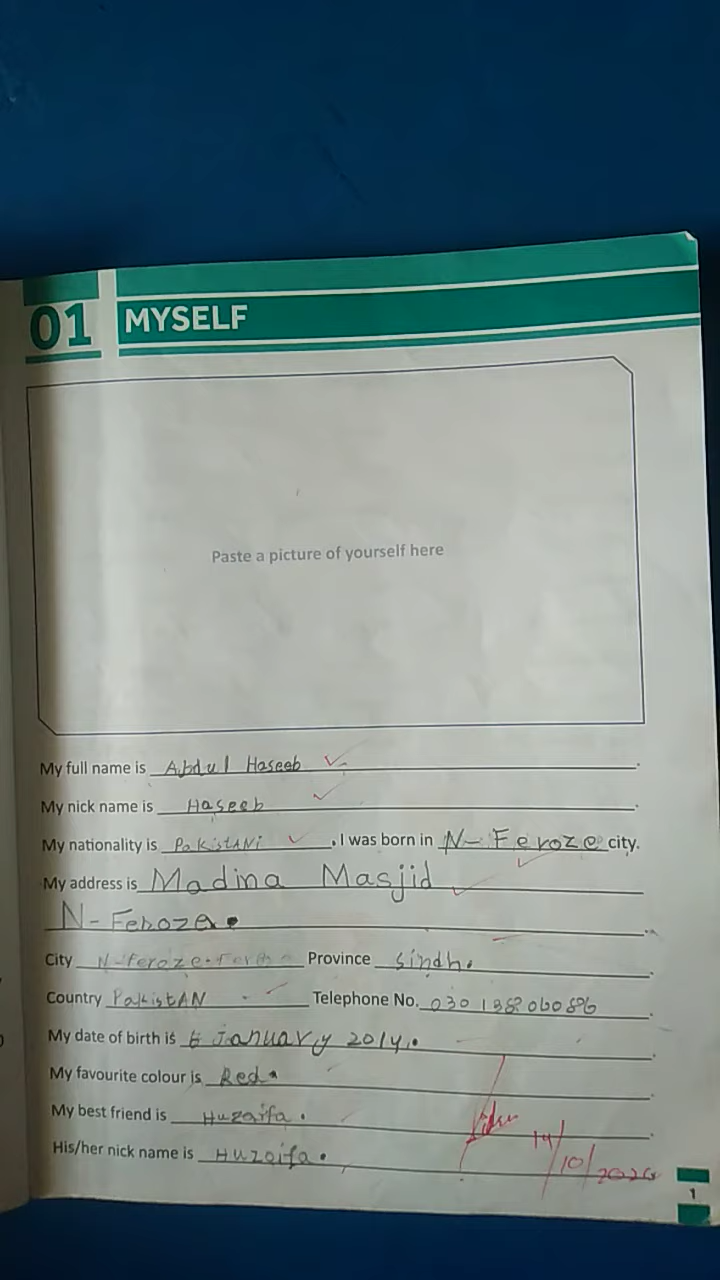 01 MYSELF
Paste a picture of yourself here
My full name is Abdul Haseeb
My nick name is Haseeb
My nationality is PakistANi . I was born in N-Feroze city.
My address is Madina Masjid
N-Feroze.
City N-feroze Province Sindh.
Country PakistAN Telephone No.
My date of birth is 6 January 2014.
My favourite colour is Red.
My best friend is Huzaifa.
His/her nick name is Huzaifa.
14/10/2020
1